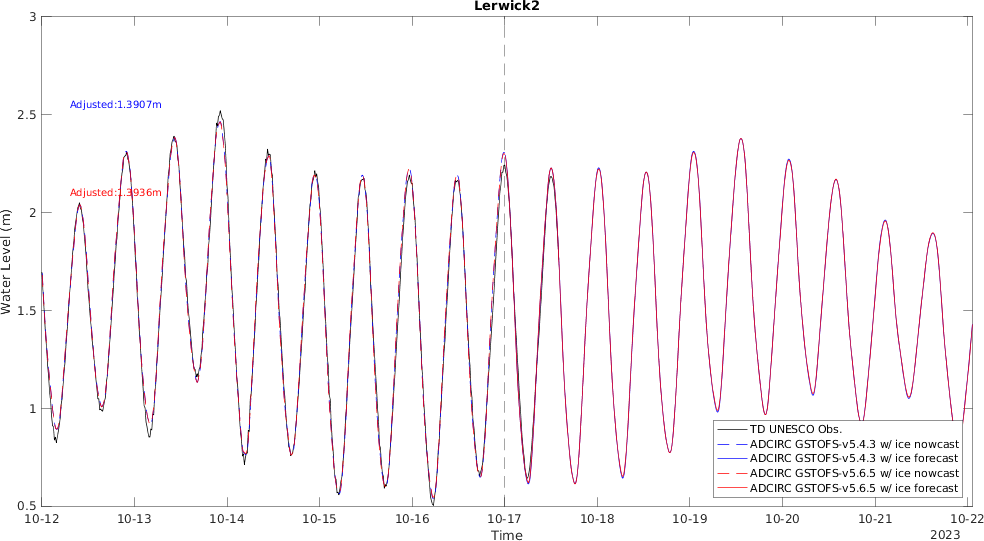 Lerwick2
3
2.5
2
1.5
1
0.5
Water Level (m)
Adjusted:1.3907m
Adjusted:1.3936m
TD UNESCO Obs.
ADCIRC GSTOFS-v5.4.3 w/ ice nowcast
ADCIRC GSTOFS-v5.4.3 w/ ice forecast
ADCIRC GSTOFS-v5.6.5 w/ ice nowcast
ADCIRC GSTOFS-v5.6.5 w/ ice forecast
10-12 10-13 10-14 10-15 10-16 10-17 10-18 10-19 10-20 10-21 10-22
Time
2023